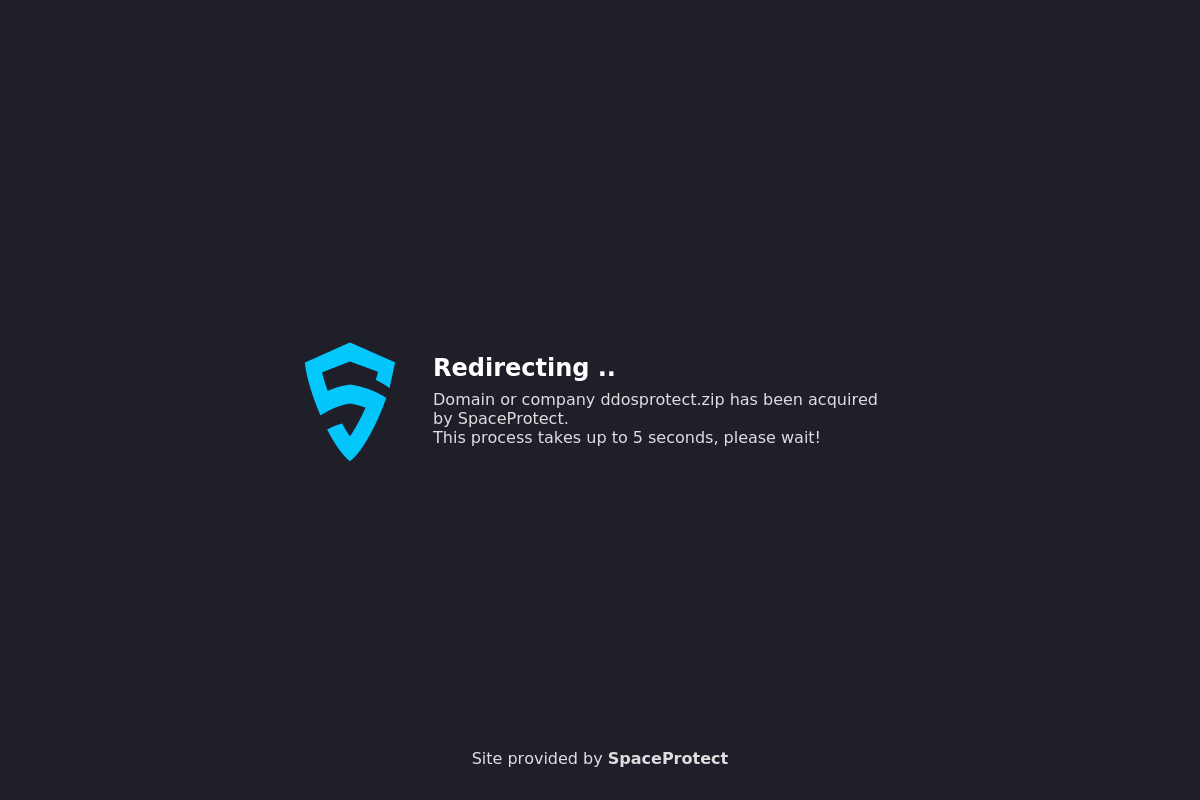 Redirecting ..
Domain or company ddosprotect.zip has been acquired
by SpaceProtect.
This process takes up to 5 seconds, please wait!
Site provided by SpaceProtect